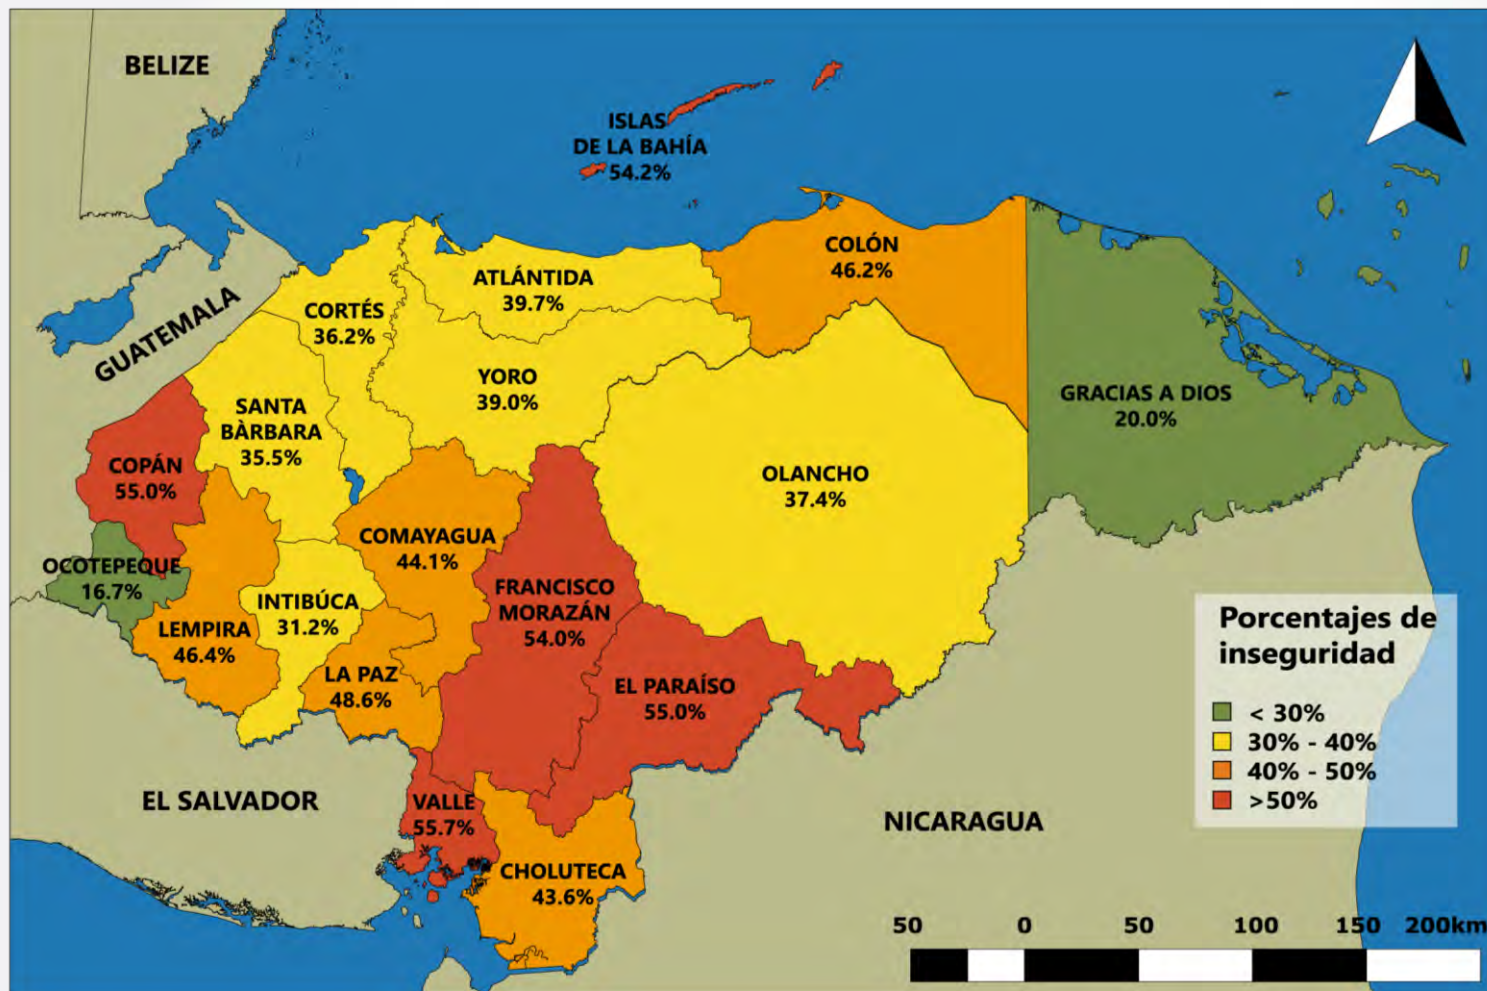 BELIZE
ISLAS
DE LA BAHÍA
54.2%
GUATEMALA
CORTÉS
36.2%
ATLÁNTIDA
39.7%
COLÓN
46.2%
YORO
39.0%
SANTA
BÀRBARA
35.5%
GRACIAS A DIOS
20.0%
COPÁN
55.0%
OLANCHO
37.4%
COMAYAGUA
44.1%
OCOTEPEQUE
16.7%
INTIBÚCA
31.2%
FRANCISCO
MORAZÁN
54.0%
LEMPIRA
46.4%
LA PAZ
48.6%
EL PARAÍSO
55.0%
EL SALVADOR
VALLE
55.7%
CHOLUTECA
43.6%
NICARAGUA
Porcentajes de
inseguridad
< 30%
30% - 40%
40% - 50%
>50%
50 0 50 100 150 200km